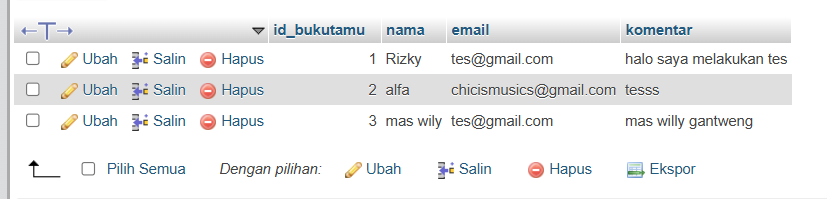 id_bukutamu nama email komentar
Ubah Salin Hapus 1 Rizky tes@gmail.com halo saya melakukan tes
Ubah Salin Hapus 2 alfa chicismusics@gmail.com tesss
Ubah Salin Hapus 3 mas wily tes@gmail.com mas willy gantweng
Pilih Semua Dengan pilihan: Ubah Salin Hapus Ekspor